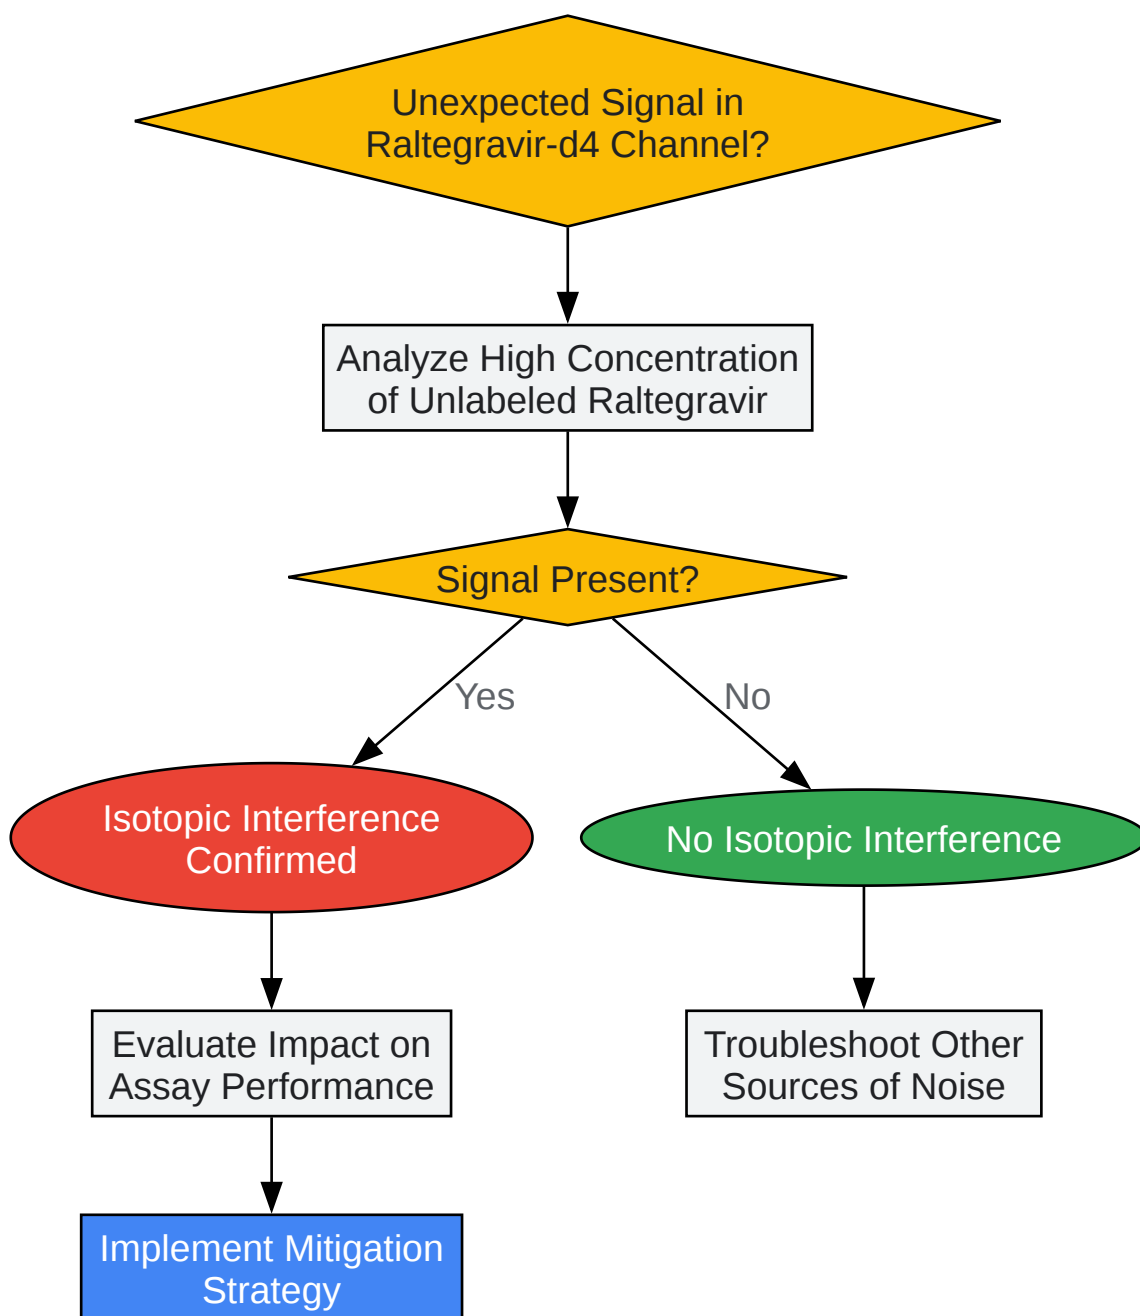 Unexpected Signal in
Raltegravir-d4 Channel?
Analyze High Concentration
of Unlabeled Raltegravir
Signal Present?
Yes
No
Isotopic Interference
Confirmed
No Isotopic Interference
Evaluate Impact on
Assay Performance
Troubleshoot Other
Sources of Noise
Implement Mitigation
Strategy